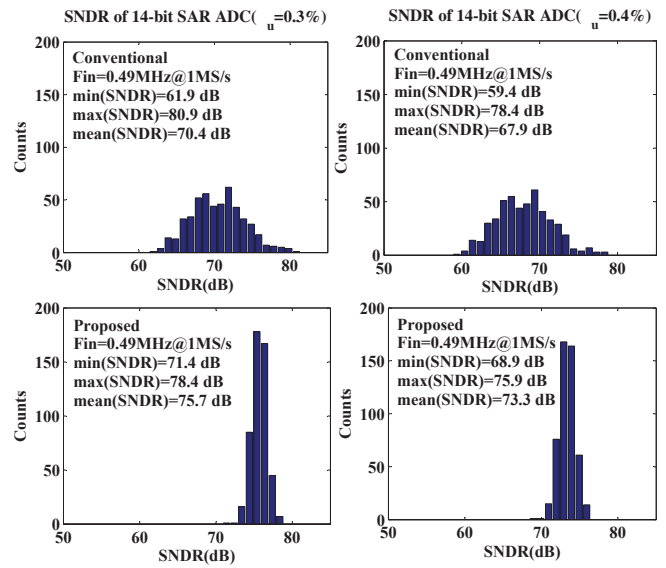 SNDR of 14-bit SAR ADC( u=0.3%)
200
150
100
50
0
Counts
Conventional
Fin=0.49MHz@1MS/s
min(SNDR)=61.9 dB
max(SNDR)=80.9 dB
mean(SNDR)=70.4 dB
50 60 70 80
SNDR(dB)
SNDR of 14-bit SAR ADC( u=0.4%)
200
150
100
50
0
Counts
Conventional
Fin=0.49MHz@1MS/s
min(SNDR)=59.4 dB
max(SNDR)=78.4 dB
mean(SNDR)=67.9 dB
50 60 70 80
SNDR(dB)
200
150
100
50
0
Counts
Proposed
Fin=0.49MHz@1MS/s
min(SNDR)=71.4 dB
max(SNDR)=78.4 dB
mean(SNDR)=75.7 dB
50 60 70 80
SNDR(dB)
200
150
100
50
0
Counts
Proposed
Fin=0.49MHz@1MS/s
min(SNDR)=68.9 dB
max(SNDR)=75.9 dB
mean(SNDR)=73.3 dB
50 60 70 80
SNDR(dB)